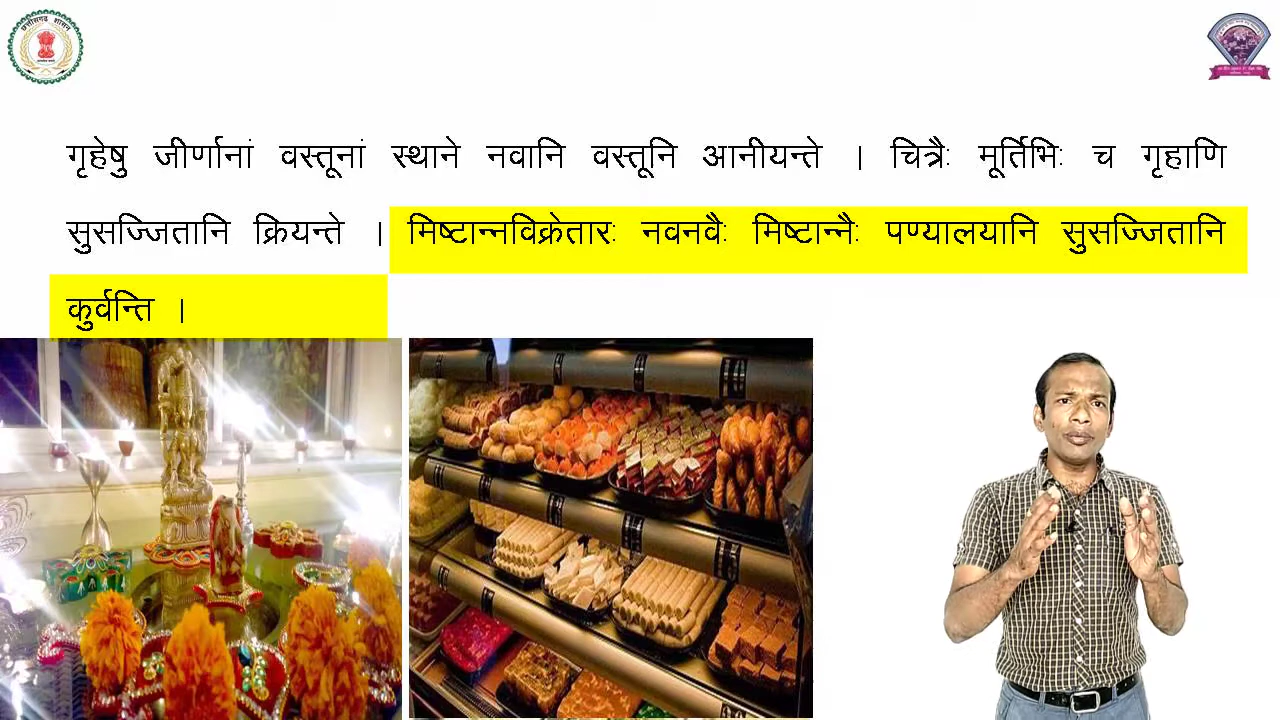 गृहेषु जीर्णानां वस्तूनां स्थाने नवानि वस्तूनि आनीयन्ते । चित्रैः मूर्तिभिः च गृहाणि
सुसज्जितानि क्रियन्ते । मिष्टान्नविक्रेतारः नवनवैः मिष्टान्नैः पण्यालयानि सुसज्जितानि
कुर्वन्ति ।